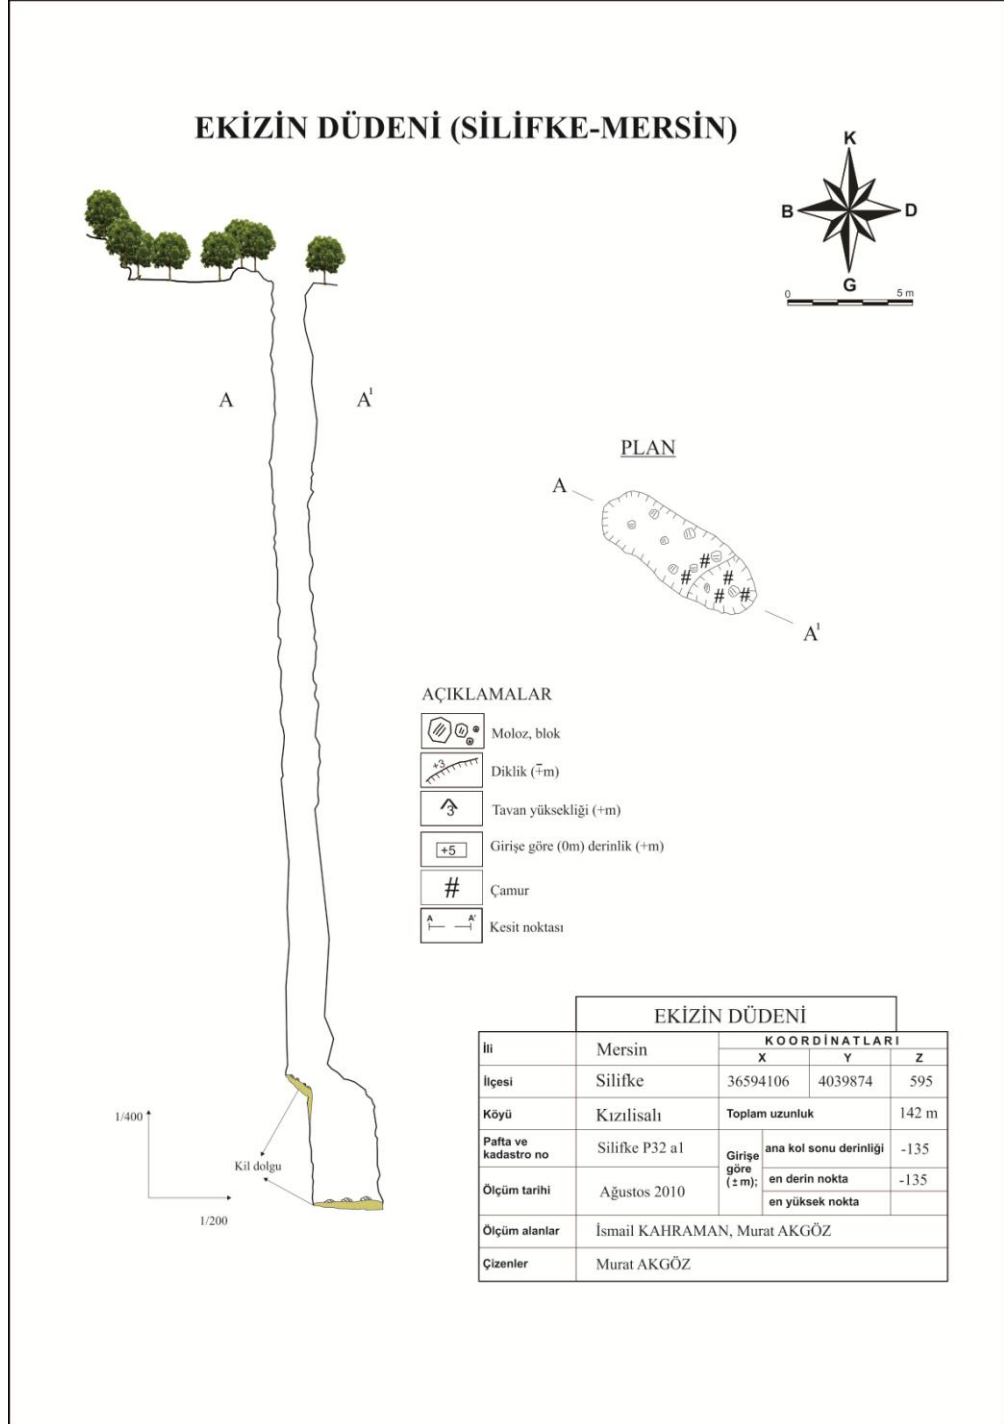 EKİZİN DÜDENİ (SİLİFKE-MERSİN)
K
B D
G
0 5 m
A A¹
PLAN
A
# # # # #
A¹
AÇIKLAMALAR
Moloz, blok
+3 Diklik (∓m)
3 Tavan yüksekliği (+m)
+5 Girişe göre (0m) derinlik (+m)
# Çamur
A A' Kesit noktası
1/400
1/200
Kil dolgu
EKİZİN DÜDENİ
İli Mersin KOORDİNATLARI
X Y Z
İlçesi Silifke 36594106 4039874 595
Köyü Kızılisalı Toplam uzunluk 142 m
Pafta ve
kadastro no Silifke P32 a1
Girişe
göre
(±m);
ana kol sonu derinliği -135
Ölçüm tarihi Ağustos 2010
en derin nokta -135
en yüksek nokta
Ölçüm alanlar İsmail KAHRAMAN, Murat AKGÖZ
Çizenler Murat AKGÖZ